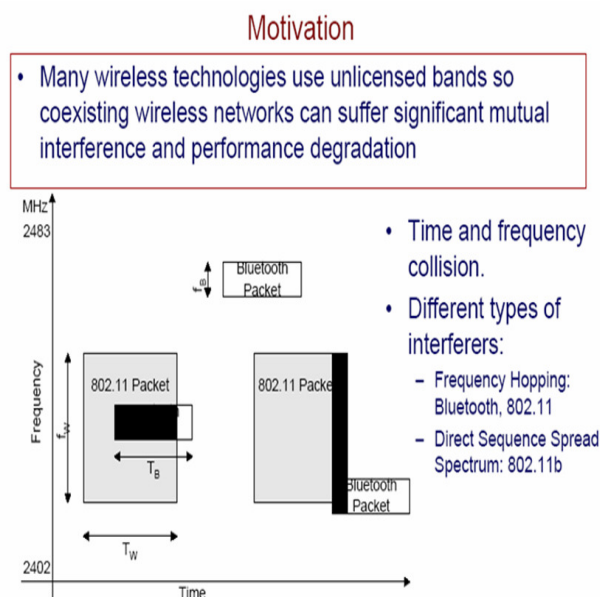 Motivation
• Many wireless technologies use unlicensed bands so
coexisting wireless networks can suffer significant mutual
interference and performance degradation
MHz
2483
Frequency
2402
Time
Bluetooth
Packet
f_B
802.11 Packet
f_W
T_B
T_W
802.11 Packe
Bluetooth
Packet
• Time and frequency
collision.
• Different types of
interferers:
– Frequency Hopping:
Bluetooth, 802.11
– Direct Sequence Spread
Spectrum: 802.11b